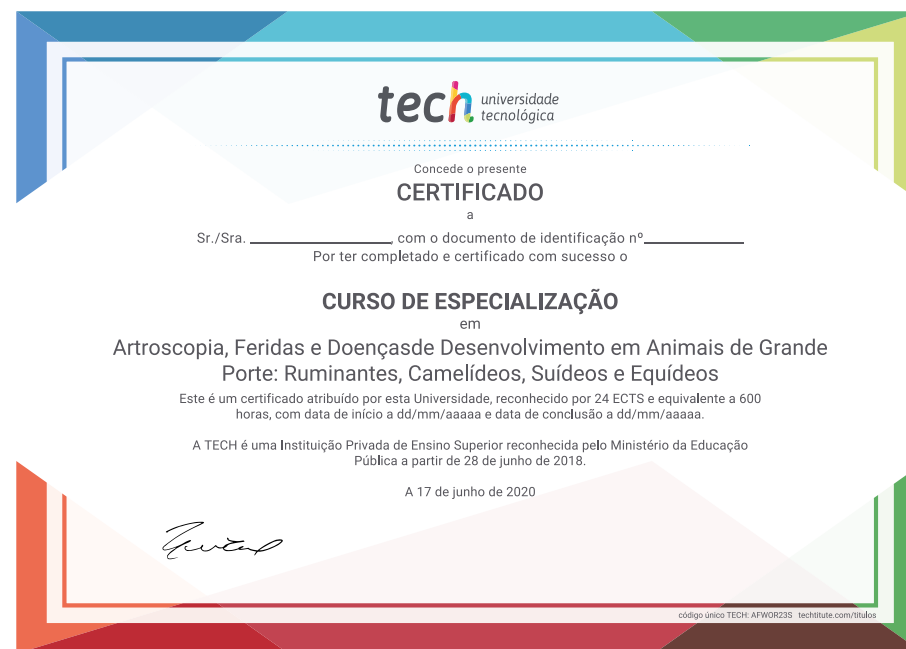 tech universidade
tecnológica
Concede o presente
CERTIFICADO
a
Sr./Sra. ______________, com o documento de identificação nº__________
Por ter completado e certificado com sucesso o
CURSO DE ESPECIALIZAÇÃO
em
Artroscopia, Feridas e Doençasde Desenvolvimento em Animais de Grande
Porte: Ruminantes, Camelídeos, Suídeos e Equídeos
Este é um certificado atribuído por esta Universidade, reconhecido por 24 ECTS e equivalente a 600
horas, com data de início a dd/mm/aaaaa e data de conclusão a dd/mm/aaaaa.
A TECH é uma Instituição Privada de Ensino Superior reconhecida pelo Ministério da Educação
Pública a partir de 28 de junho de 2018.
A 17 de junho de 2020
código único TECH: AFWOR23S techtitute.com/titulos